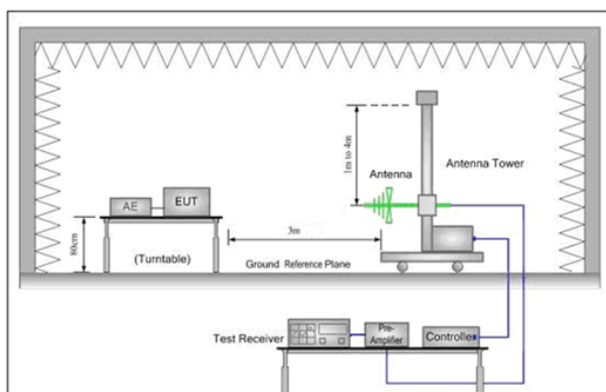 1m to 4m
Antenna
Antenna Tower
AE
EUT
80cm
(Turntable)
3m
Ground Reference Plane
Test Receiver
Pre-
Amplifier
Controller